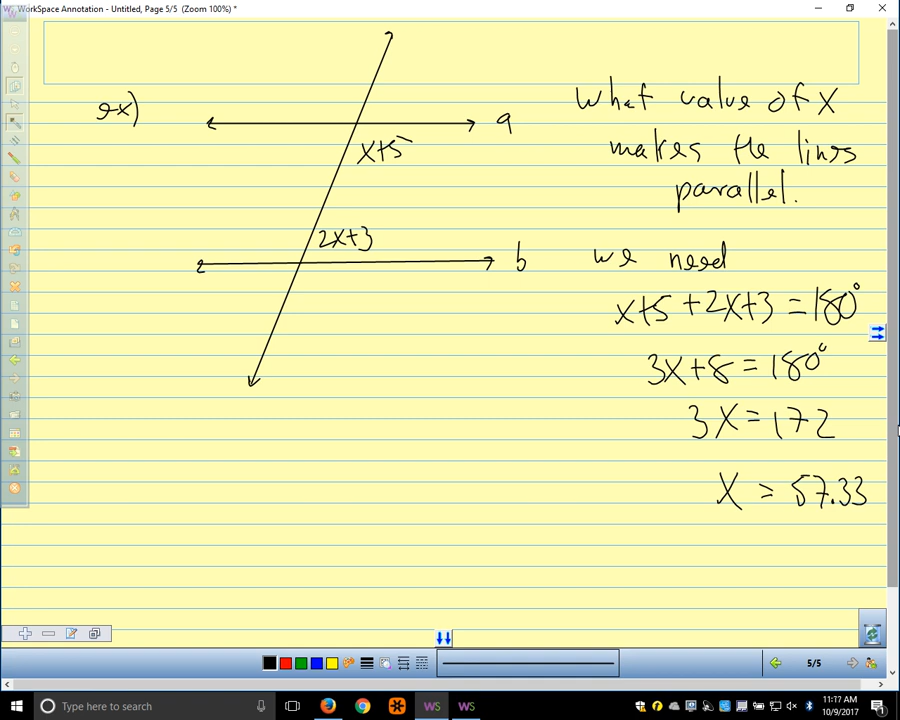 WorkSpace Annotation - Untitled, Page 5/5 (Zoom 100%) *
ex)
a
x+5
2x+3
b
What value of X
makes the lines
parallel.
we need
x+5 +2x+3 = 180°
3x+8 = 180°
3x = 172
X = 57.33
5/5
Type here to search
WS WS
11:?? AM
10/9/2017